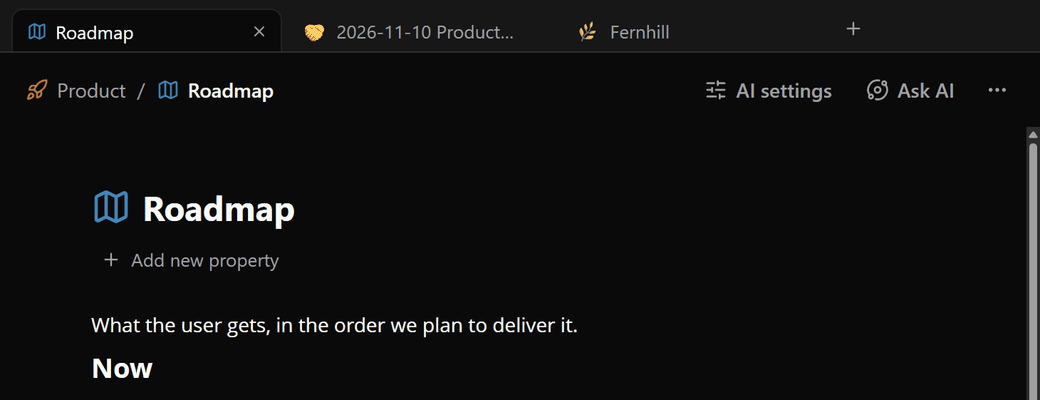 Roadmap
2026-11-10 Product...
Fernhill
Product / Roadmap
AI settings
Ask AI
Roadmap
Add new property
What the user gets, in the order we plan to deliver it.
Now